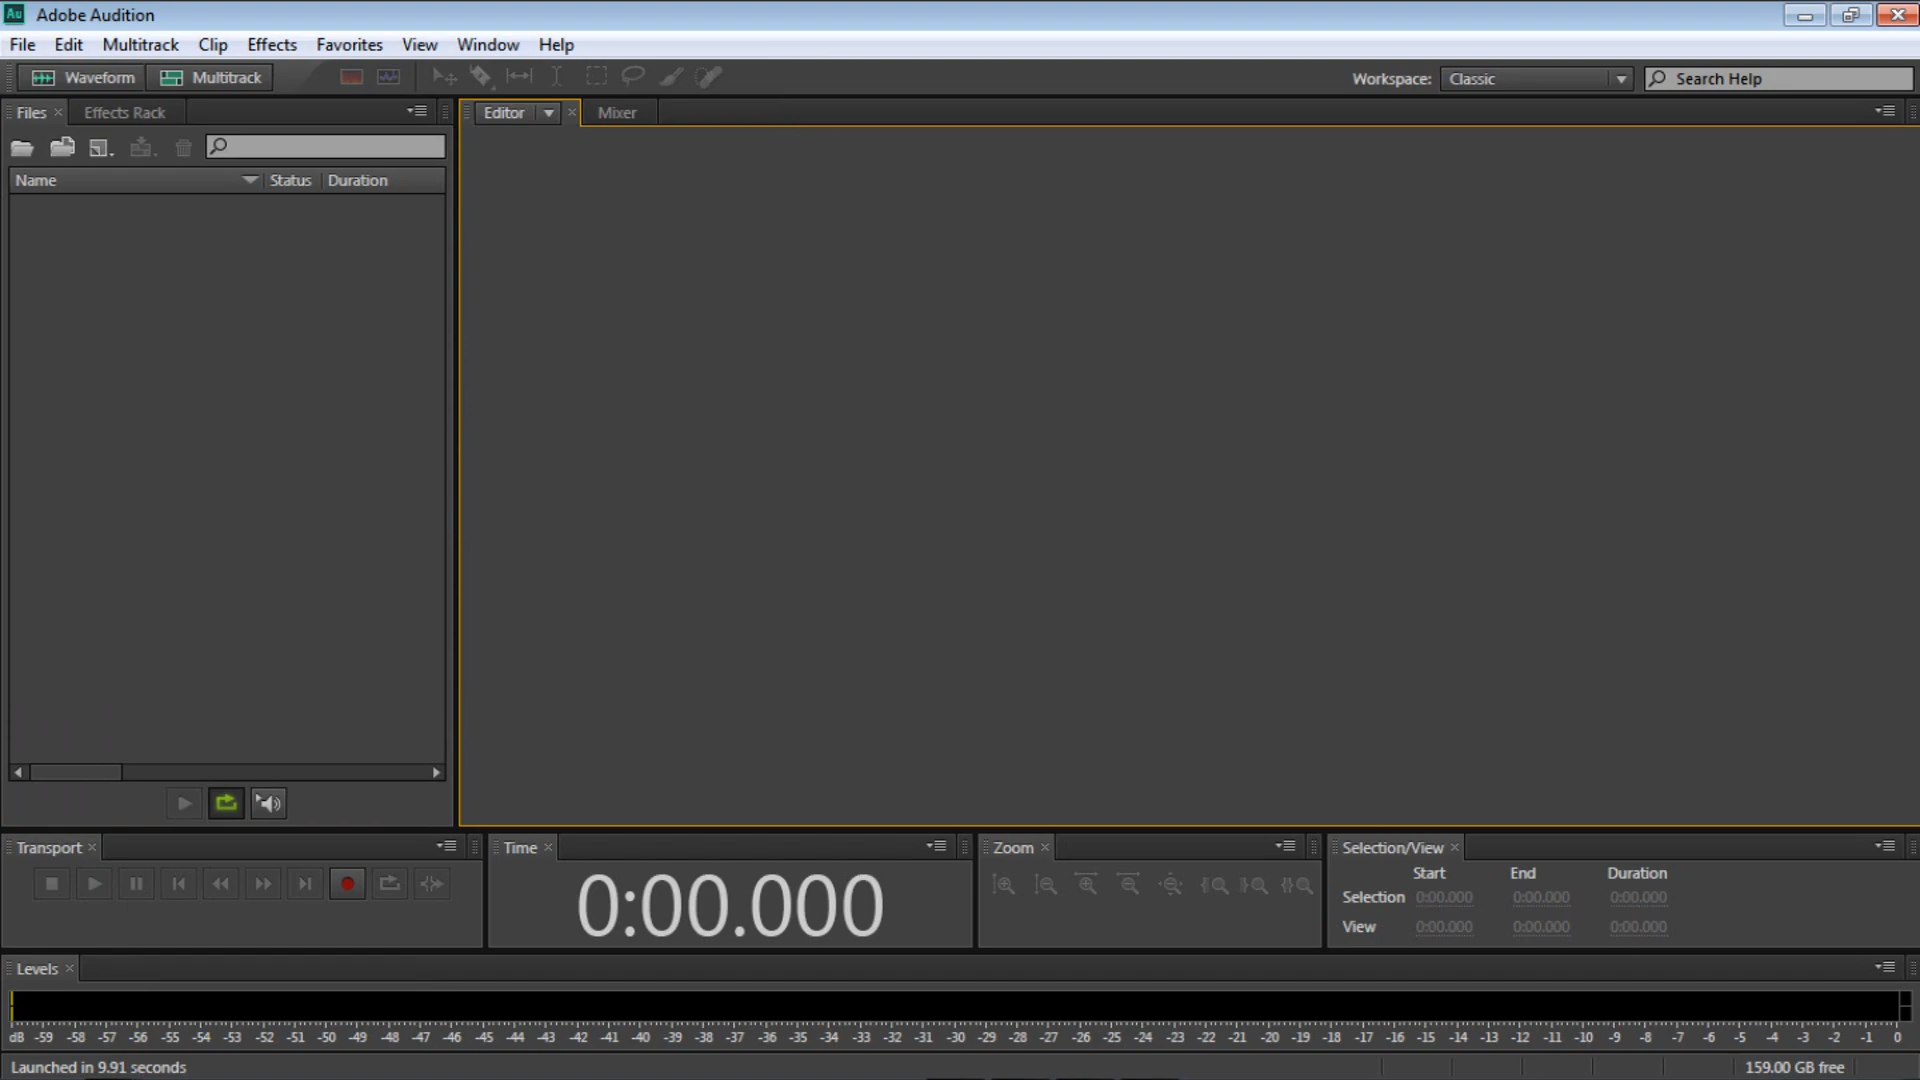 Au Adobe Audition
File Edit Multitrack Clip Effects Favorites View Window Help
Waveform Multitrack Workspace: Classic Search Help
Files Effects Rack Editor Mixer
Name Status Duration
Transport Time Zoom Selection/View
Start End Duration
Selection 0:00.000 0:00.000 0:00.000
0:00.000
View 0:00.000 0:00.000 0:00.000
Levels
dB -59 -58 -57 -56 -55 -54 -53 -52 -51 -50 -49 -48 -47 -46 -45 -44 -43 -42 -41 -40 -39 -38 -37 -36 -35 -34 -33 -32 -31 -30 -29 -28 -27 -26 -25 -24 -23 -22 -21 -20 -19 -18 -17 -16 -15 -14 -13 -12 -11 -10 -9 -8 -7 -6 -5 -4 -3 -2 -1 0
Launched in 9.91 seconds 159.00 GB free